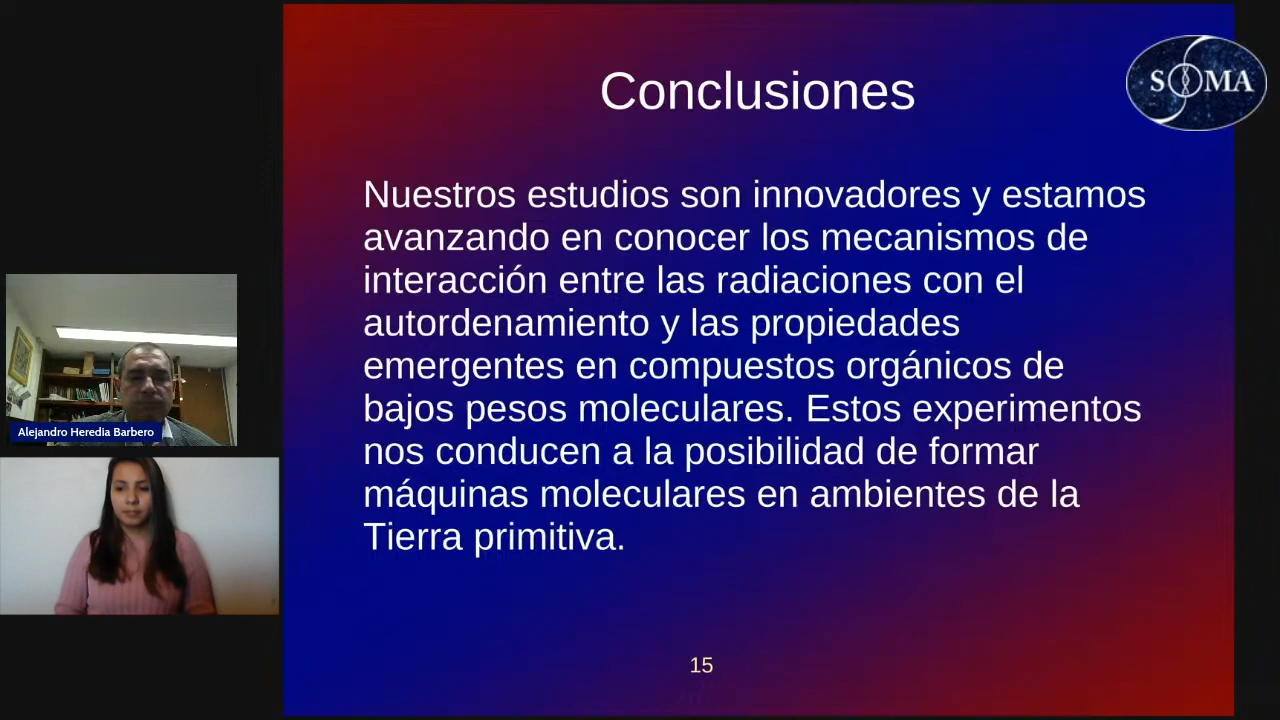 Conclusiones
SOMA
Nuestros estudios son innovadores y estamos
avanzando en conocer los mecanismos de
interacción entre las radiaciones con el
autordenamiento y las propiedades
emergentes en compuestos orgánicos de
bajos pesos moleculares. Estos experimentos
nos conducen a la posibilidad de formar
máquinas moleculares en ambientes de la
Tierra primitiva.
15
Alejandro Heredia Barbero